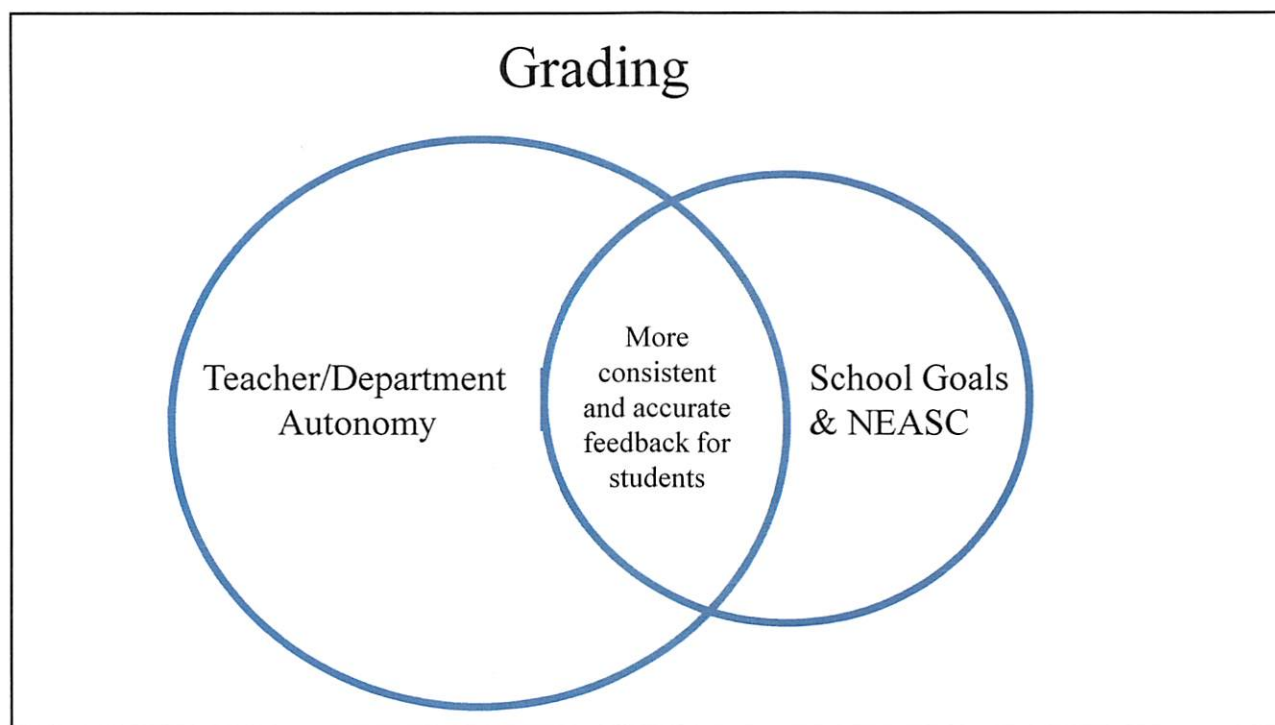 Grading
Teacher/Department
Autonomy
More
consistent
and accurate
feedback for
students
School Goals
& NEASC